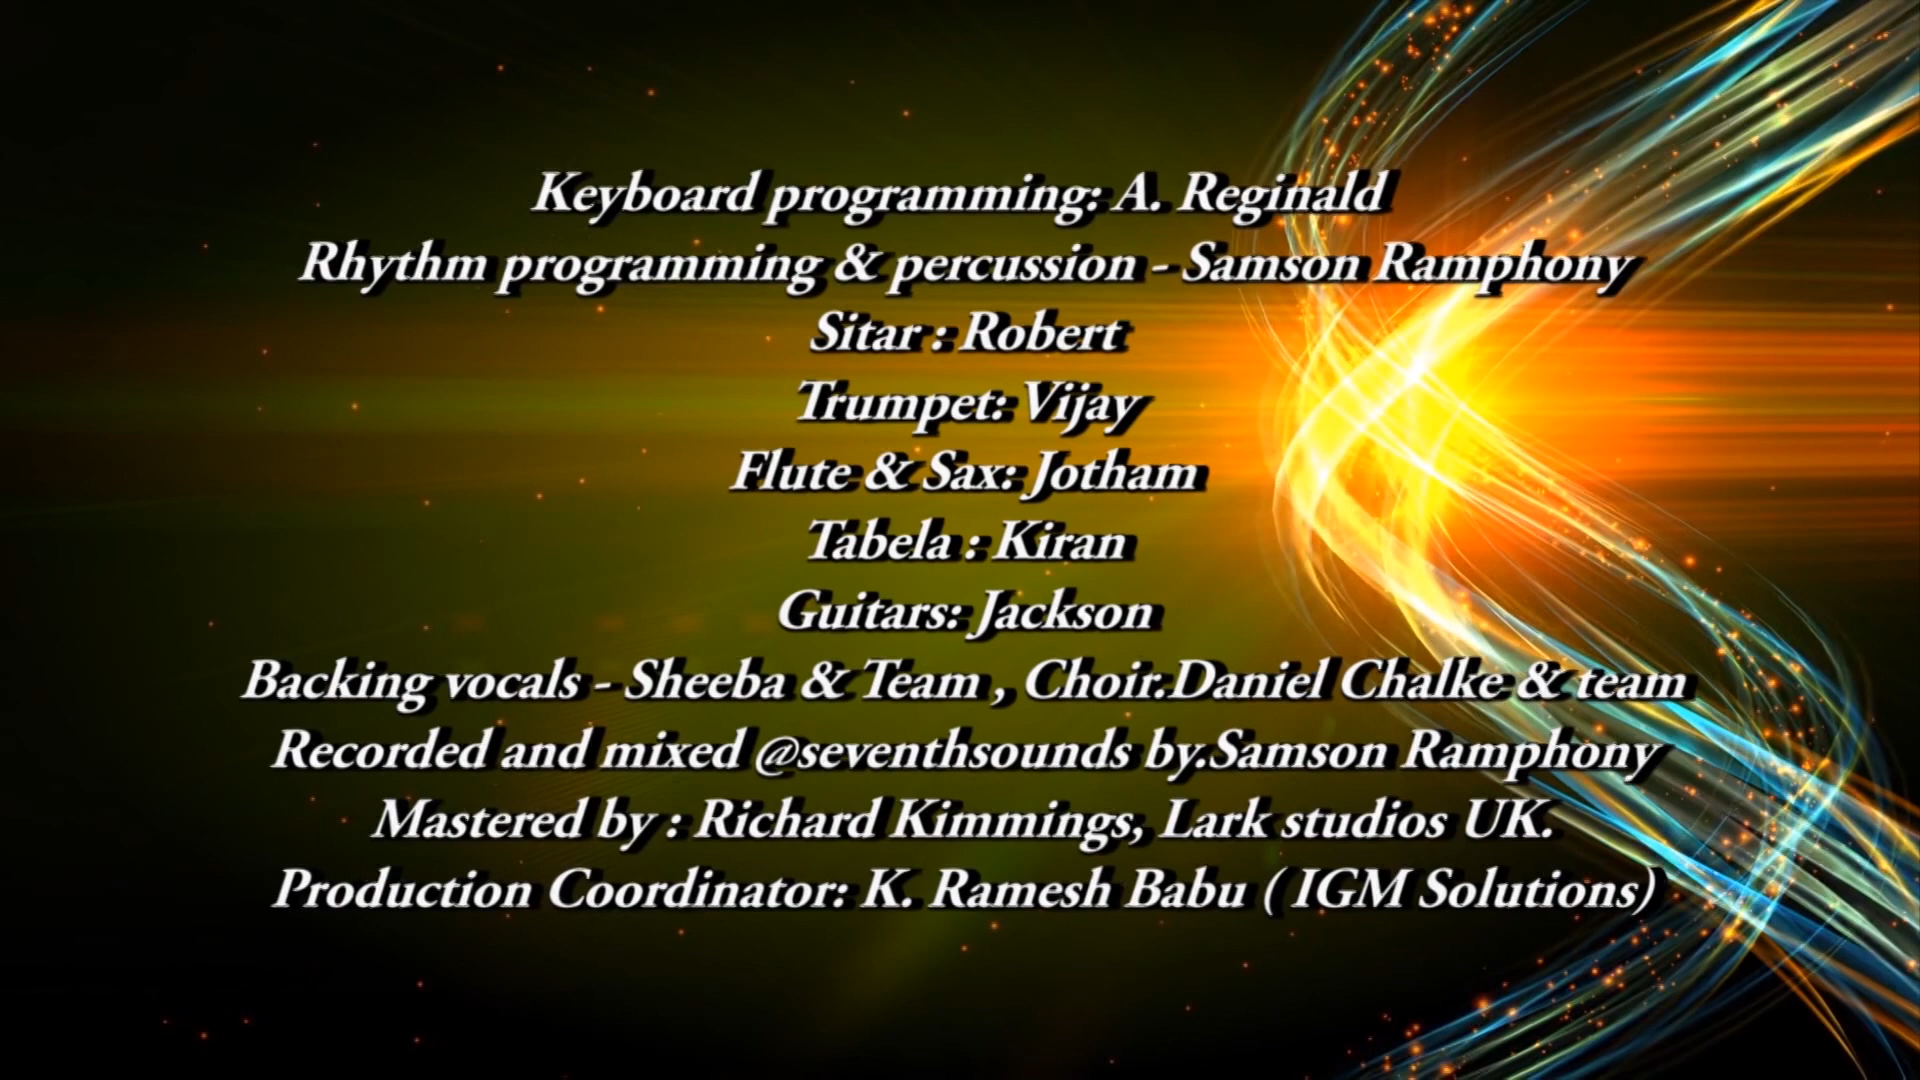 Keyboard programming: A. Reginald
Rhythm programming & percussion - Samson Ramphony
Sitar : Robert
Trumpet: Vijay
Flute & Sax: Jotham
Tabela : Kiran
Guitars: Jackson
Backing vocals - Sheeba & Team , Choir.Daniel Chalke & team
Recorded and mixed @seventhsounds by.Samson Ramphony
Mastered by : Richard Kimmings, Lark studios UK.
Production Coordinator: K. Ramesh Babu ( IGM Solutions)